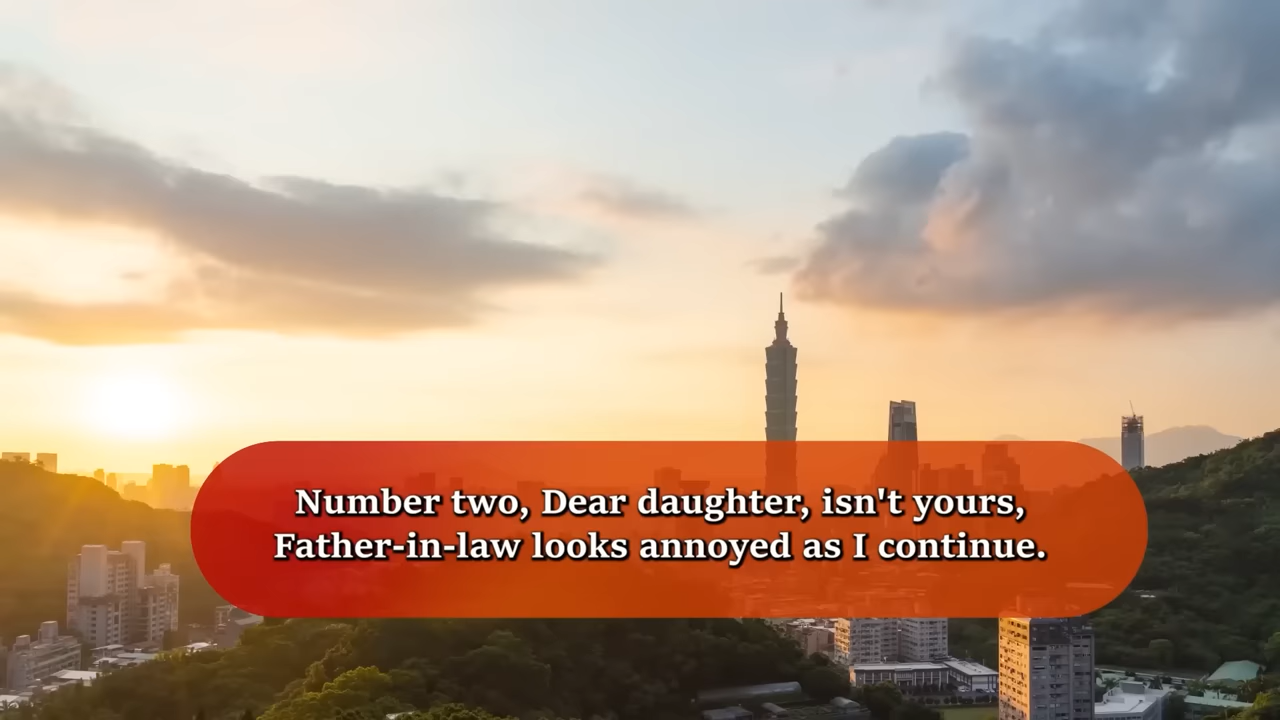 Number two, Dear daughter, isn't yours,
Father-in-law looks annoyed as I continue.